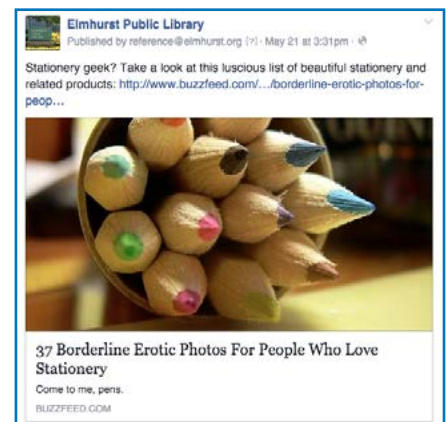 Elmhurst Public Library
Published by reference@elmhurst.org [?] · May 21 at 3:31pm ·
Stationery geek? Take a look at this luscious list of beautiful stationery and
related products: http://www.buzzfeed.com/.../borderline-erotic-photos-for-
peop...
37 Borderline Erotic Photos For People Who Love
Stationery
Come to me, pens.
BUZZFEED.COM